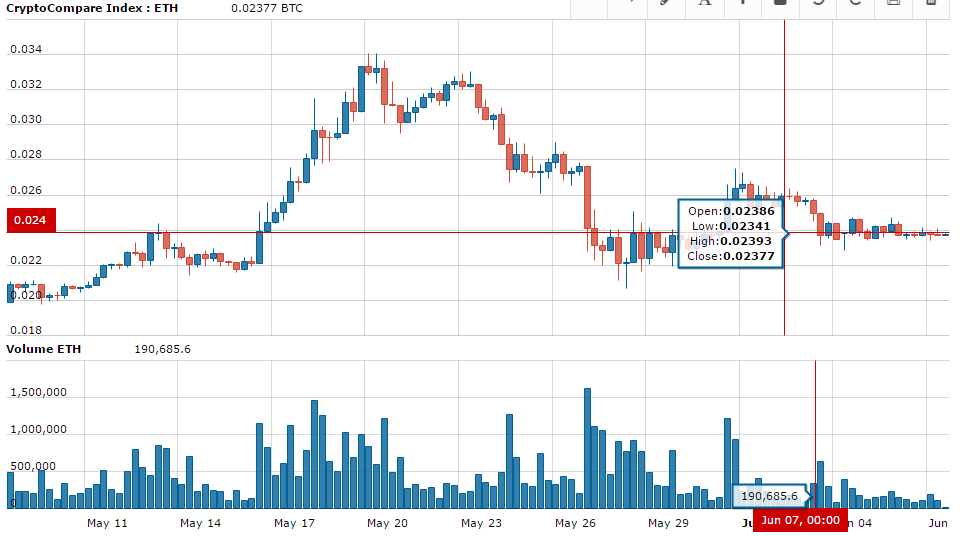 CryptoCompare Index : ETH 0.02377 BTC
0.034
0.032
0.030
0.028
0.026
0.024
0.022
0.020
0.018
Open:0.02386
Low:0.02341
High:0.02393
Close:0.02377
Volume ETH 190,685.6
1,500,000
1,000,000
500,000
0
190,685.6
May 11 May 14 May 17 May 20 May 23 May 26 May 29 Jun 07, 00:00 04 Jun